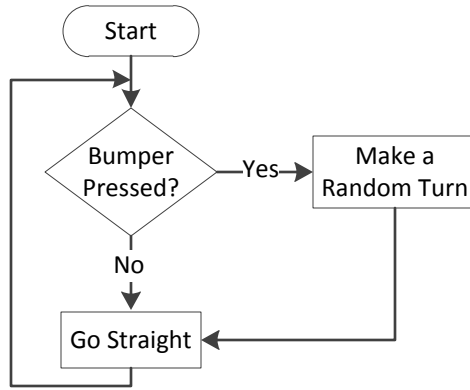 Start
Bumper
Pressed?
Yes
Make a
Random Turn
No
Go Straight